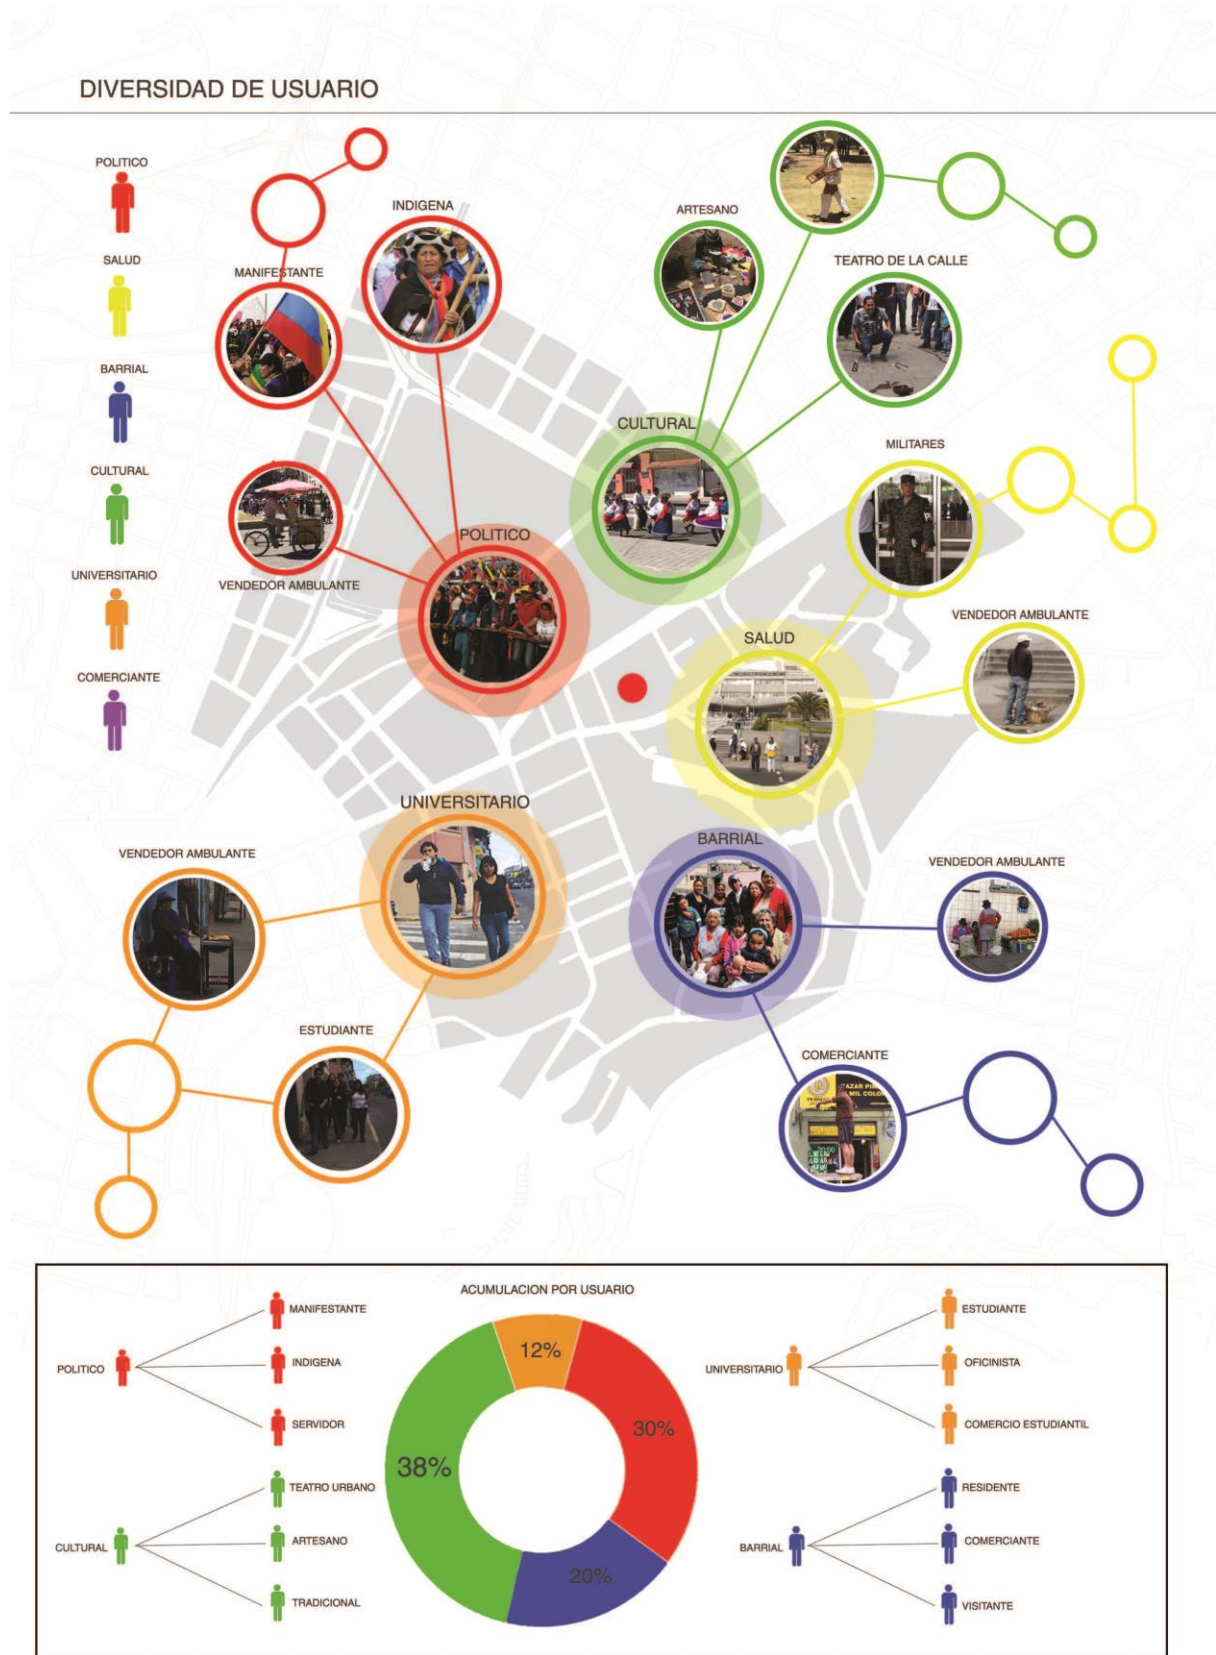 DIVERSIDAD DE USUARIO
POLITICO
SALUD
BARRIAL
CULTURAL
UNIVERSITARIO
COMERCIANTE
INDIGENA
MANIFESTANTE
VENDEDOR AMBULANTE
POLITICO
ARTESANO
TEATRO DE LA CALLE
CULTURAL
MILITARES
VENDEDOR AMBULANTE
SALUD
UNIVERSITARIO
VENDEDOR AMBULANTE
ESTUDIANTE
BARRIAL
VENDEDOR AMBULANTE
COMERCIANTE
ACUMULACION POR USUARIO
POLITICO
MANIFESTANTE
INDIGENA
SERVIDOR
CULTURAL
TEATRO URBANO
ARTESANO
TRADICIONAL
12%
30%
38%
20%
UNIVERSITARIO
ESTUDIANTE
OFICINISTA
COMERCIO ESTUDIANTIL
BARRIAL
RESIDENTE
COMERCIANTE
VISITANTE